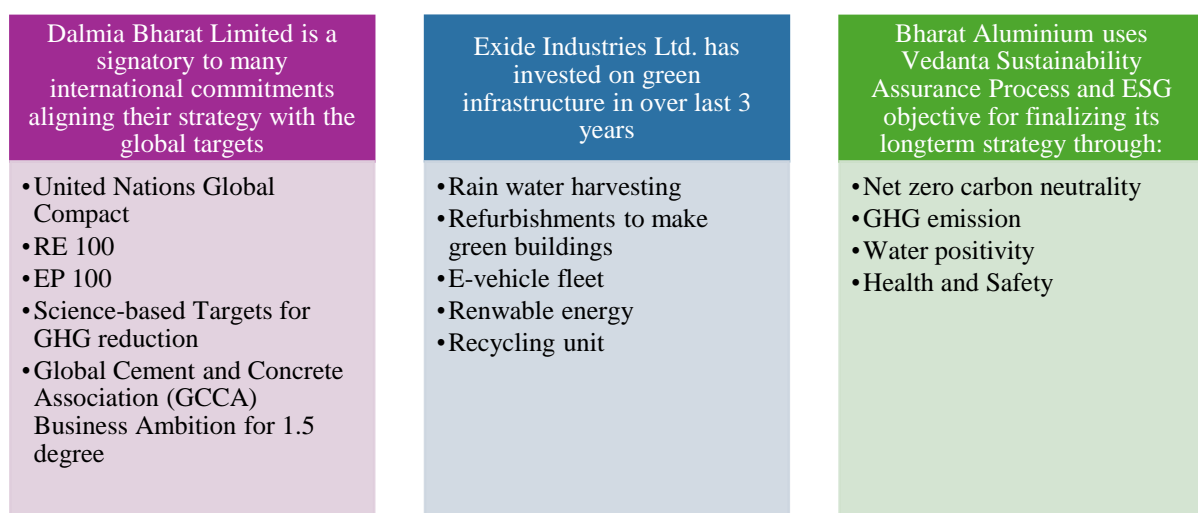 Dalmia Bharat Limited is a
signatory to many
international commitments
aligning their strategy with the
global targets
•United Nations Global
Compact
•RE 100
•EP 100
•Science-based Targets for
GHG reduction
•Global Cement and Concrete
Association (GCCA)
Business Ambition for 1.5
degree
Exide Industries Ltd. has
invested on green
infrastructure in over last 3
years
•Rain water harvesting
•Refurbishments to make
green buildings
•E-vehicle fleet
•Renwable energy
•Recycling unit
Bharat Aluminium uses
Vedanta Sustainability
Assurance Process and ESG
objective for finalizing its
longterm strategy through:
•Net zero carbon neutrality
•GHG emission
•Water positivity
•Health and Safety